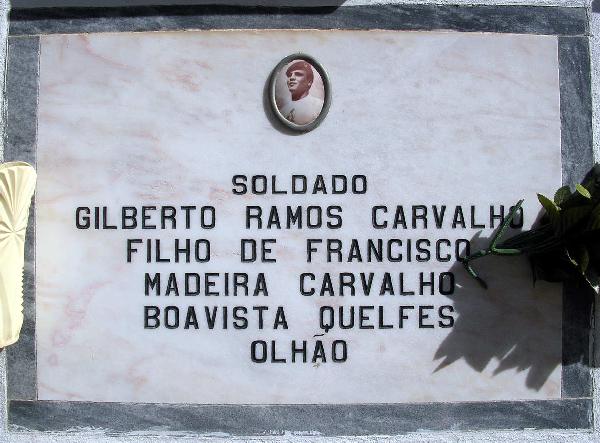 SOLDADO
GILBERTO RAMOS CARVALHO
FILHO DE FRANCISCO
MADEIRA CARVALHO
BOAVISTA QUELFES
OLHÃO